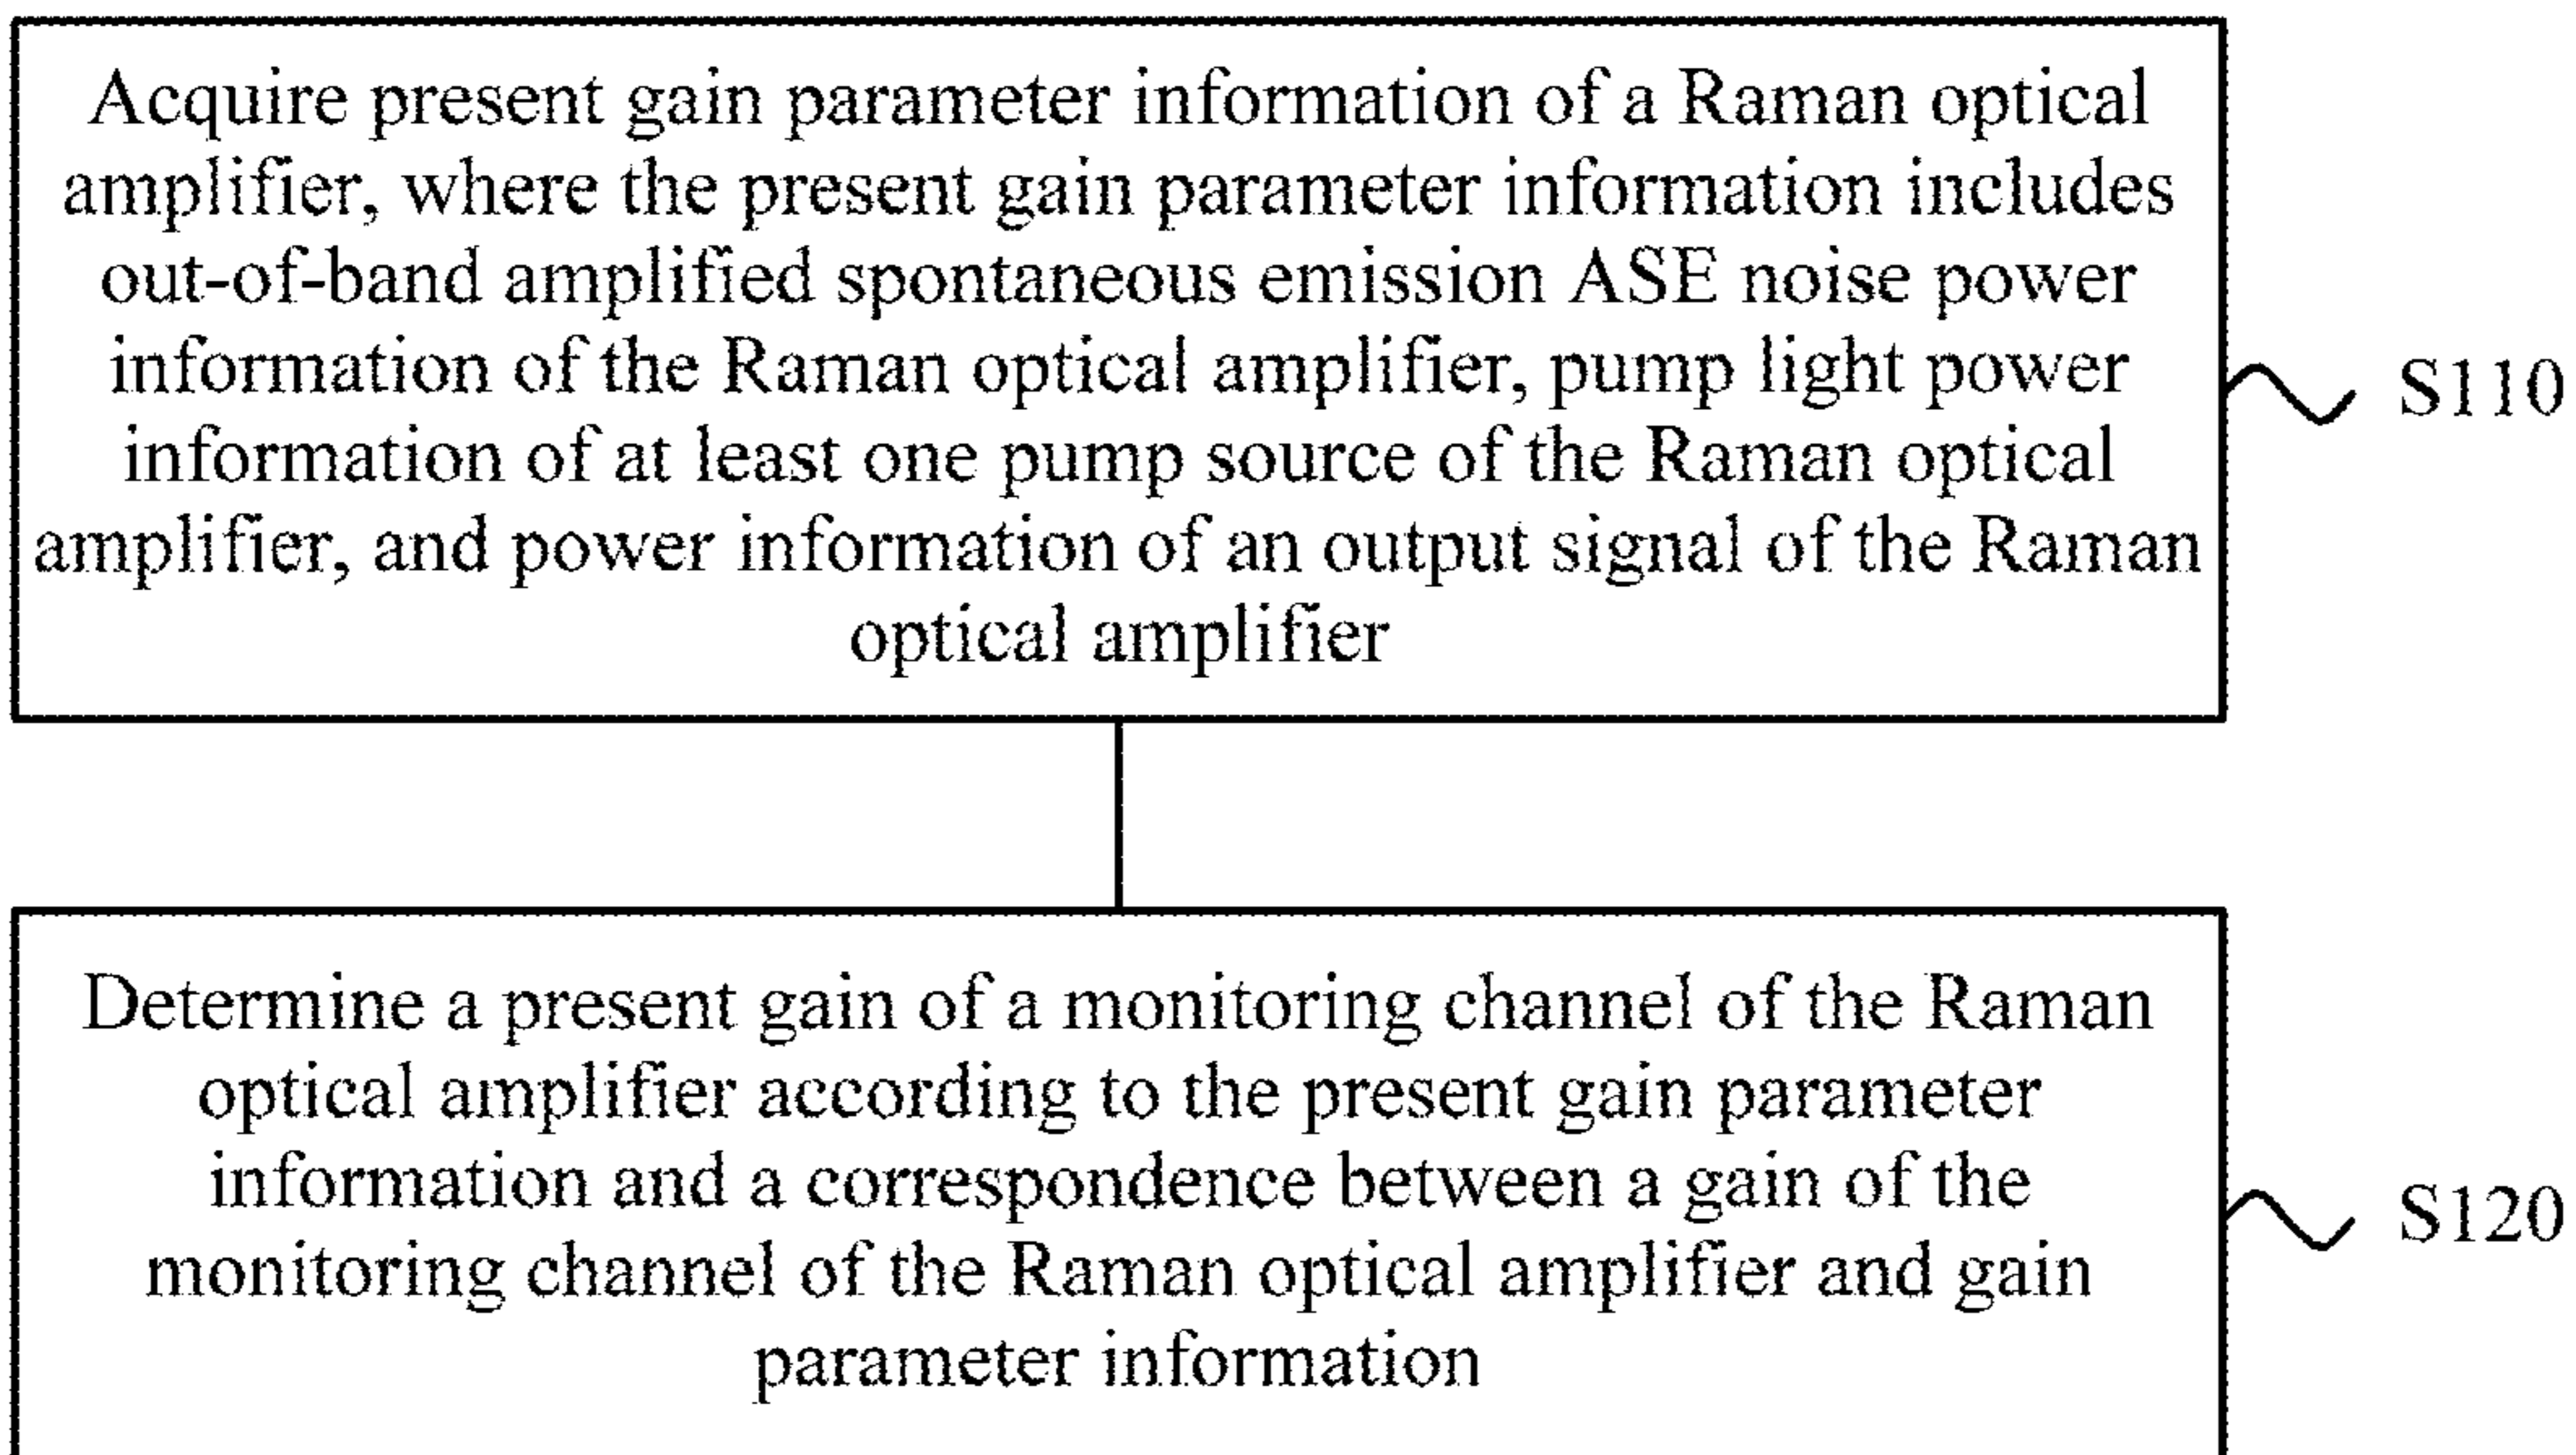 Acquire present gain parameter information of a Raman optical
amplifier, where the present gain parameter information includes
out-of-band amplified spontaneous emission ASE noise power
information of the Raman optical amplifier, pump light power
information of at least one pump source of the Raman optical
amplifier, and power information of an output signal of the Raman
optical amplifier
S110
Determine a present gain of a monitoring channel of the Raman
optical amplifier according to the present gain parameter
information and a correspondence between a gain of the
monitoring channel of the Raman optical amplifier and gain
parameter information
S120